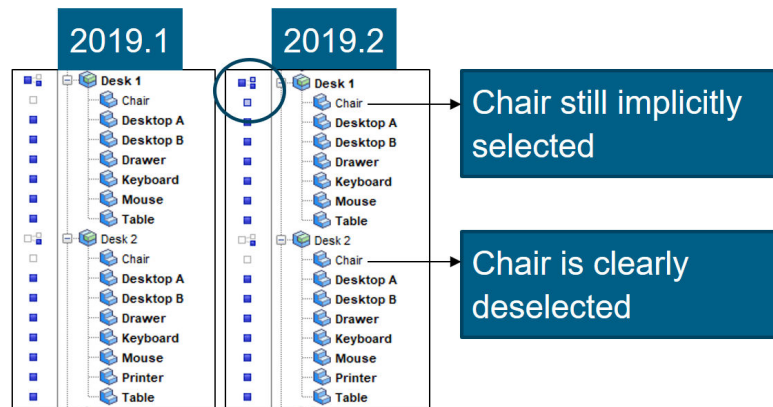 2019.1
2019.2
Desk 1
Chair
Desktop A
Desktop B
Drawer
Keyboard
Mouse
Table
Desk 2
Chair
Desktop A
Desktop B
Drawer
Keyboard
Mouse
Printer
Table
Desk 1
Chair
Desktop A
Desktop B
Drawer
Keyboard
Mouse
Table
Desk 2
Chair
Desktop A
Desktop B
Drawer
Keyboard
Mouse
Printer
Table
Chair still implicitly
selected
Chair is clearly
deselected